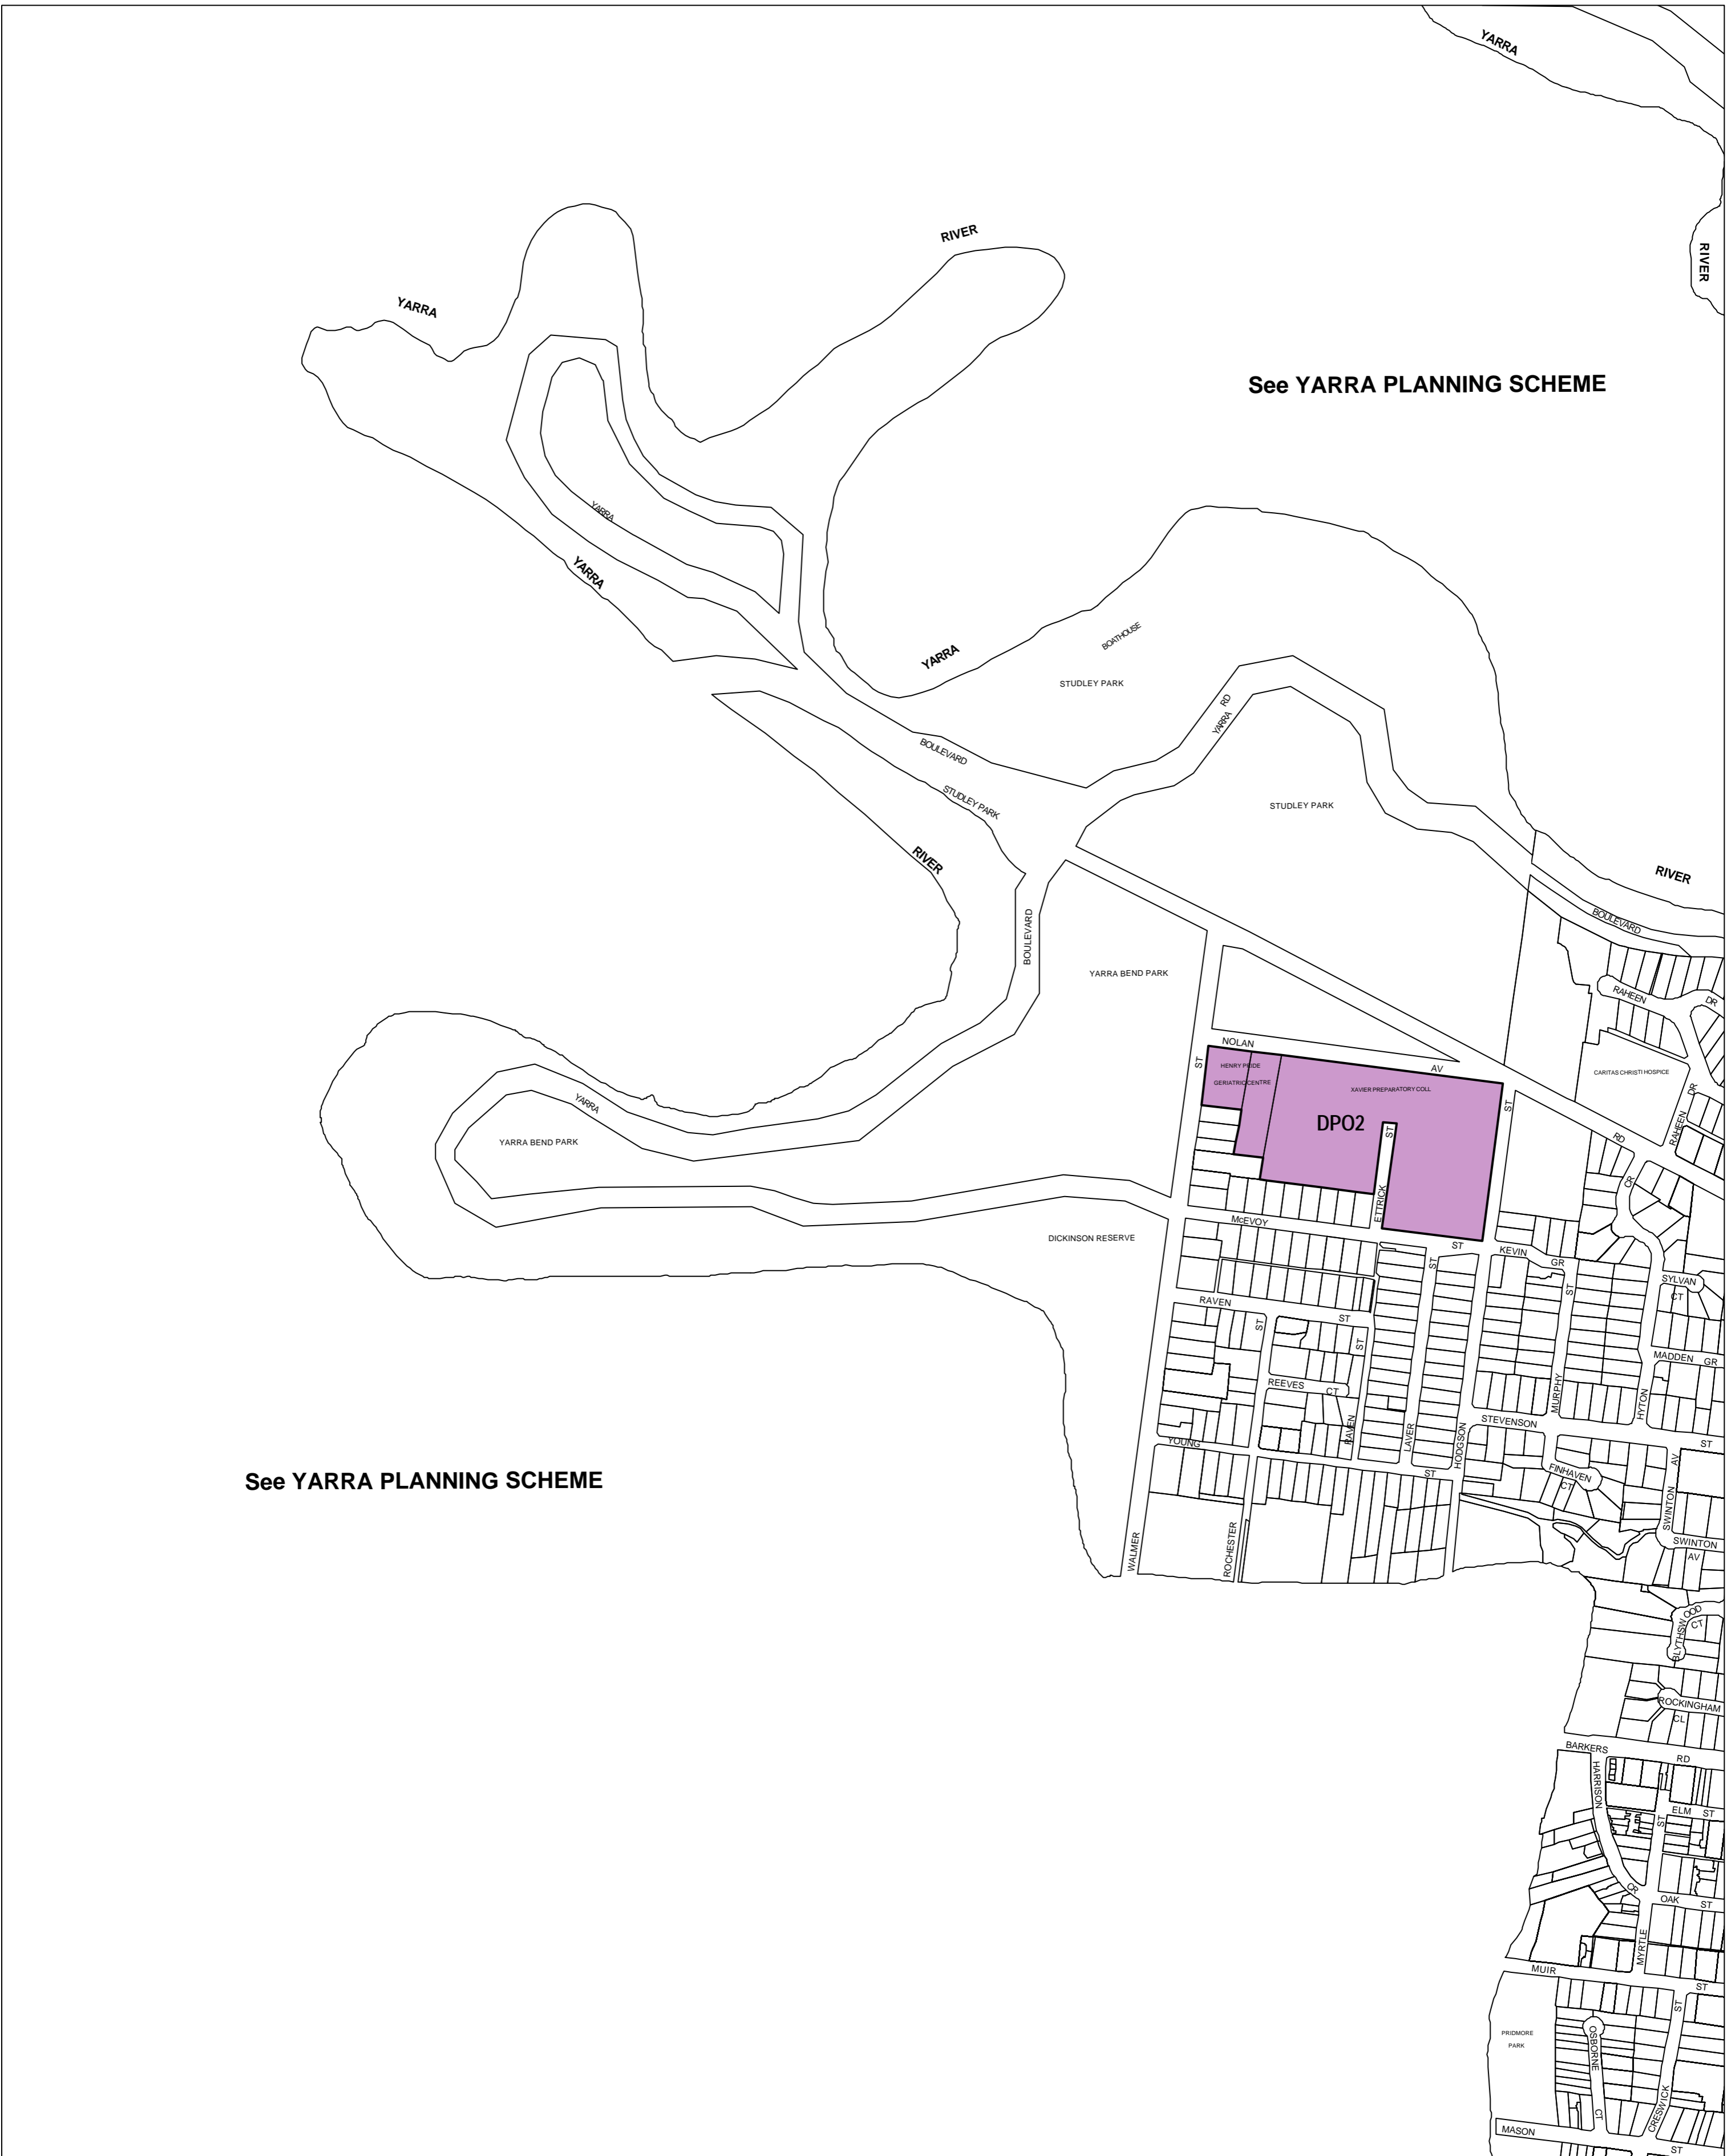 YARRA
RIVER
RIVER
YARRA
See YARRA PLANNING SCHEME
YARRA
YARRA
BOATHOUSE
YARRA
STUDLEY PARK
RD
YARRA
BOULEVARD
STUDLEY PARK
STUDLEY PARK
RIVER
RIVER
BOULEVARD
BOULEVARD
YARRA BEND PARK
RAHEEN
DR
NOLAN
ST
AV
HENRY PRIDE
GERIATRIC CENTRE
XAVIER PREPARATORY COLL
CARITAS CHRISTI HOSPICE
DR
RAHEEN
YARRA
ST
DPO2
ST
RD
YARRA BEND PARK
CR
ETTRICK
McEVOY
DICKINSON RESERVE
ST
KEVIN
GR
ST
ST
SYLVAN
CT
RAVEN
ST
ST
ST
MADDEN GR
REEVES
CT
MURPHY
HYTON
STEVENSON
ST
YOUNG
RAVEN
LAVER
HODGSON
ST
AV
FINHAVEN
CT
See YARRA PLANNING SCHEME
SWINTON
SWINTON
AV
WALMER
ROCHESTER
BLYTHSWOOD
CT
ROCKINGHAM
CL
BARKERS
RD
HARRISON
ELM ST
ST
CR
OAK ST
MYRTLE
MUIR
ST
ST
PRIDMORE
PARK
OSBORNE
CT
CRESWICK
MASON
ST